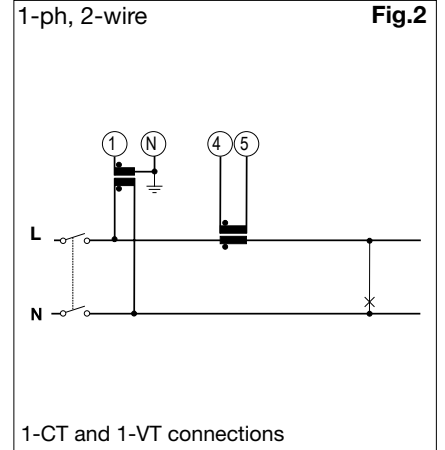 1-ph, 2-wire Fig.2
1 N 4 5
L
N
1-CT and 1-VT connections